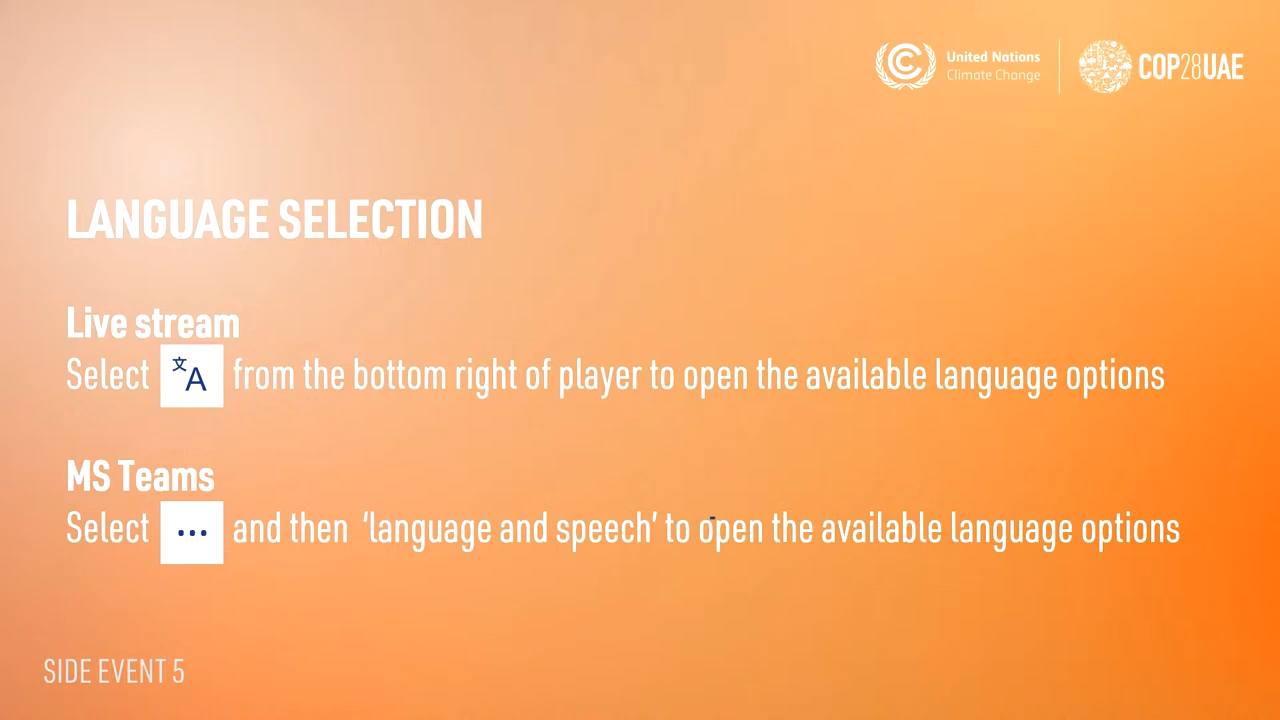 United Nations
Climate Change
COP28UAE
LANGUAGE SELECTION
Live stream
Select 文A from the bottom right of player to open the available language options
MS Teams
Select ... and then ‘language and speech’ to open the available language options
SIDE EVENT 5